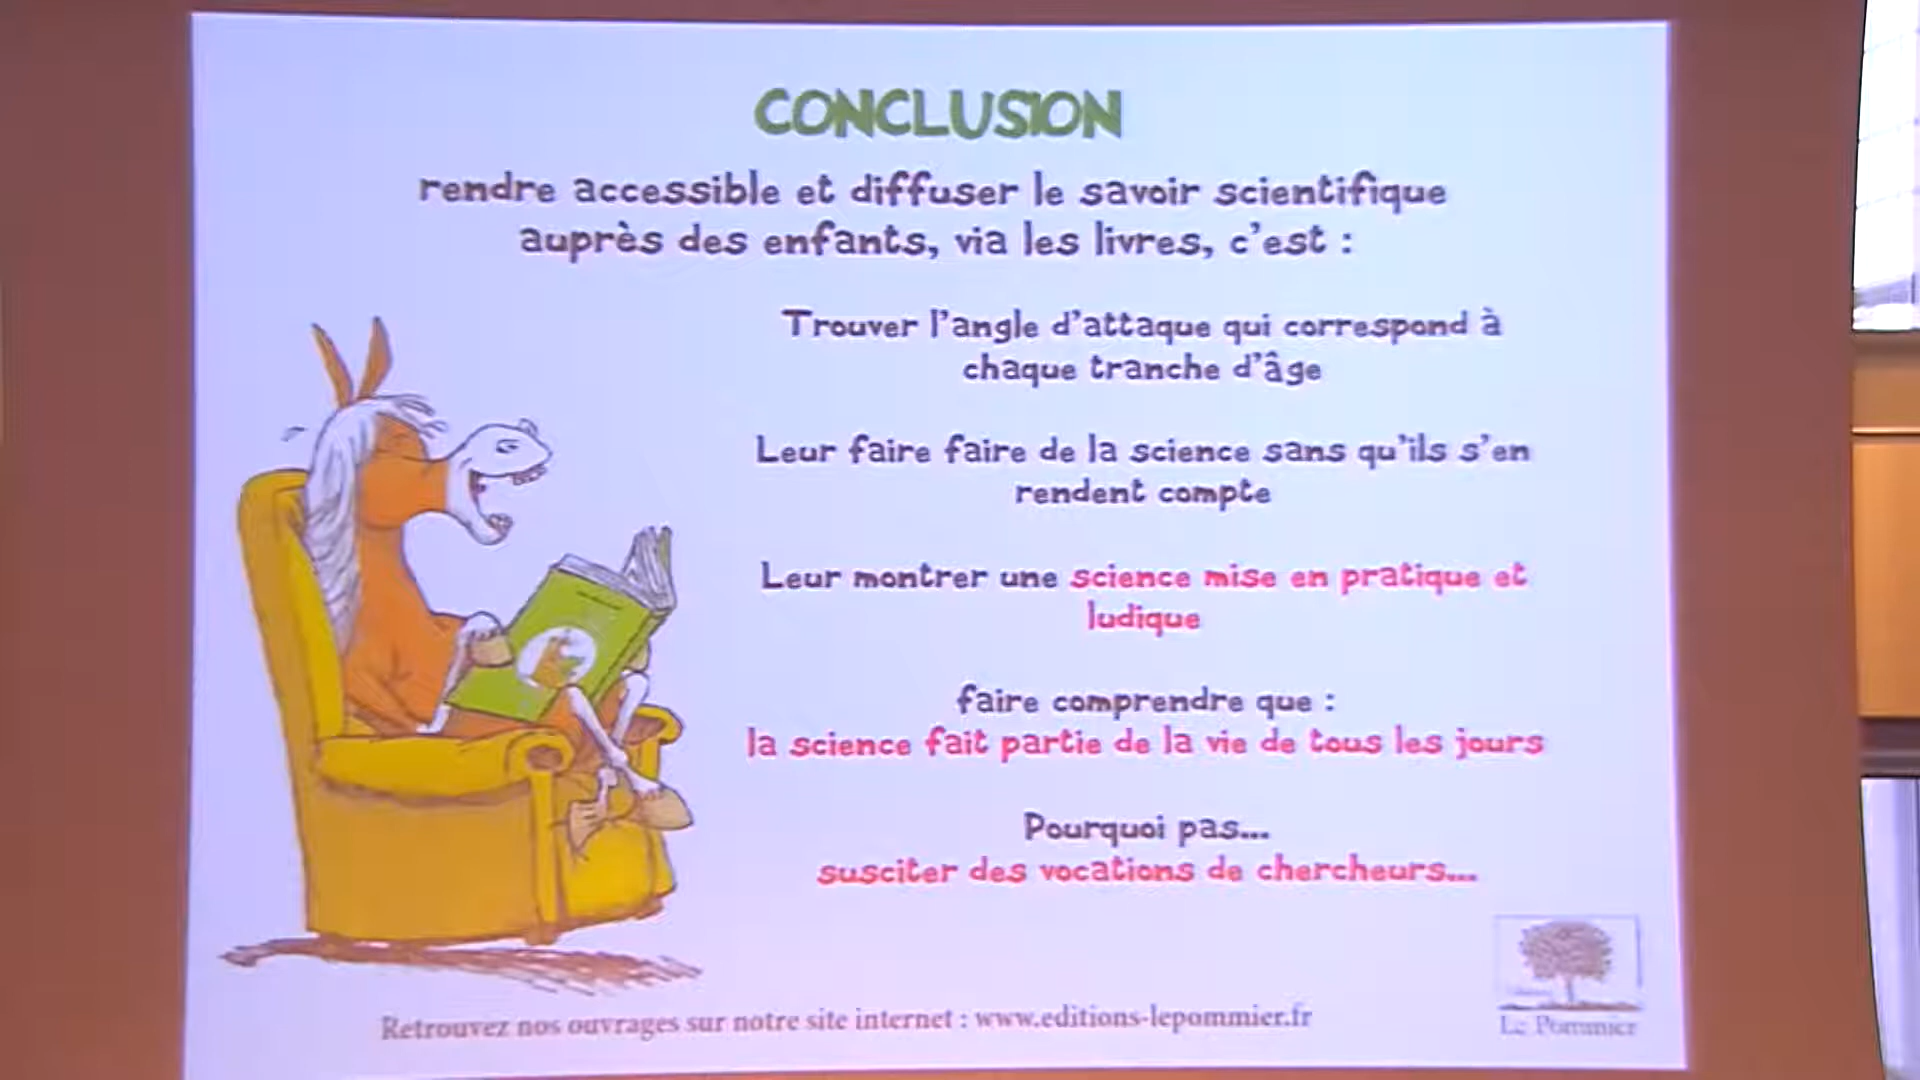 CONCLUSION
rendre accessible et diffuser le savoir scientifique
auprès des enfants, via les livres, c'est :
Trouver l'angle d'attaque qui correspond à
chaque tranche d'âge
Leur faire faire de la science sans qu'ils s'en
rendent compte
Leur montrer une science mise en pratique et
ludique
faire comprendre que :
la science fait partie de la vie de tous les jours
Pourquoi pas...
susciter des vocations de chercheurs...
Le Pommier
Retrouvez nos ouvrages sur notre site internet : www.editions-lepommier.fr